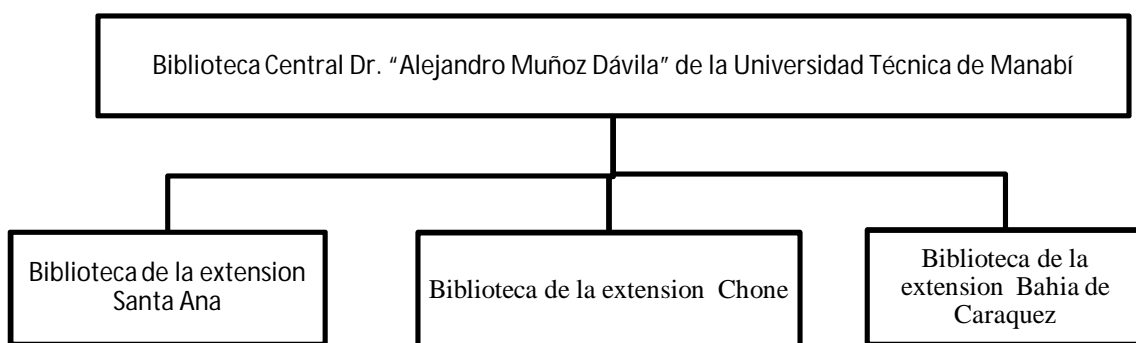 Biblioteca Central Dr. “Alejandro Muñoz Dávila” de la Universidad Técnica de Manabí
Biblioteca de la extension
Santa Ana
Biblioteca de la extension Chone
Biblioteca de la
extension Bahia de
Caraquez